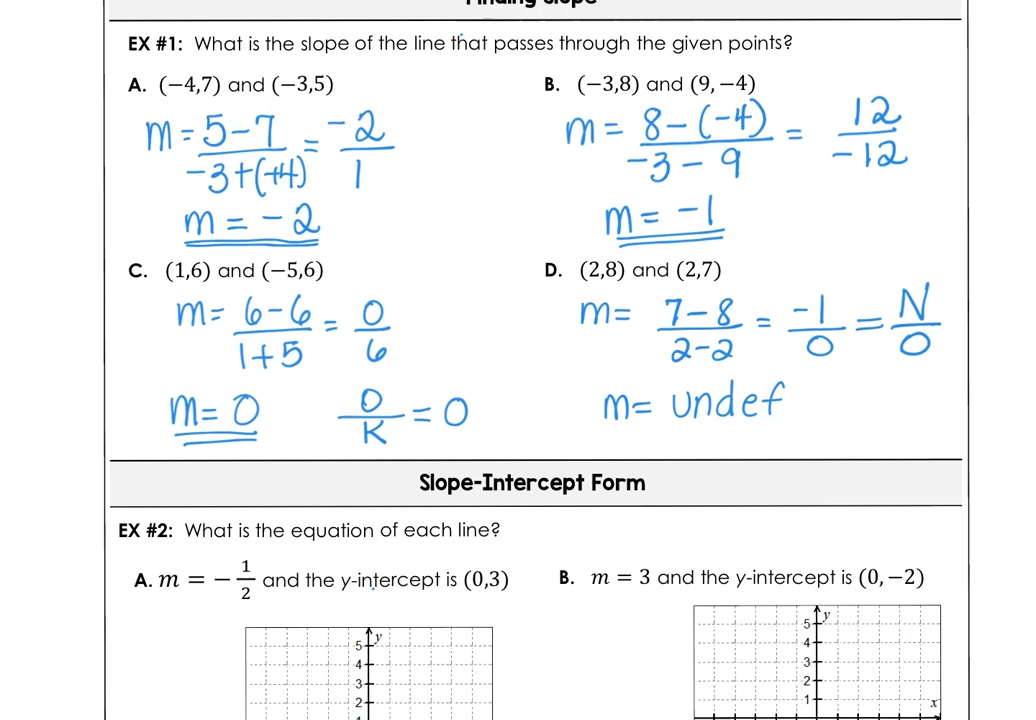 Finding Slope
EX #1: What is the slope of the line that passes through the given points?
A. (−4,7) and (−3,5)
m = 5−7 / −3+(+4) = −2 / 1
m = −2
B. (−3,8) and (9,−4)
m = 8−(−4) / −3−9 = 12 / −12
m = −1
C. (1,6) and (−5,6)
m = 6−6 / 1+5 = 0 / 6
m = 0
0 / K = 0
D. (2,8) and (2,7)
m = 7−8 / 2−2 = −1 / 0 = N / 0
m = undef
Slope-Intercept Form
EX #2: What is the equation of each line?
A. m = −1/2 and the y-intercept is (0,3)
y
5
4
3
2
B. m = 3 and the y-intercept is (0,−2)
y
5
4
3
2
1
x